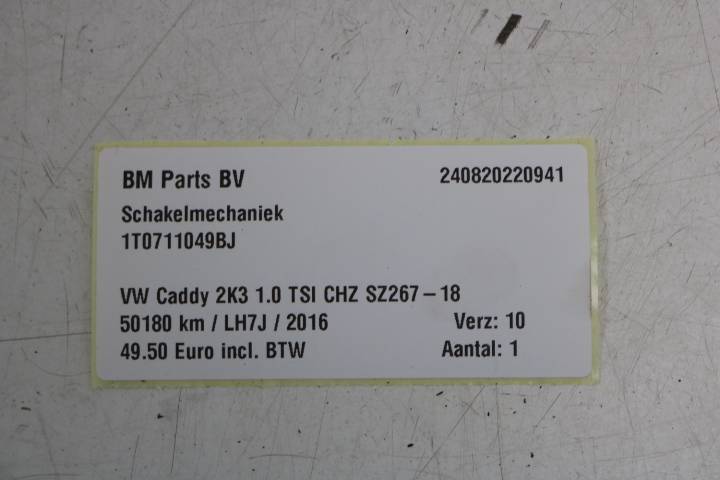 BM Parts BV 240820220941
Schakelmechaniek
1T0711049BJ
VW Caddy 2K3 1.0 TSI CHZ SZ267-18
50180 km / LH7J / 2016 Verz: 10
49.50 Euro incl. BTW Aantal: 1